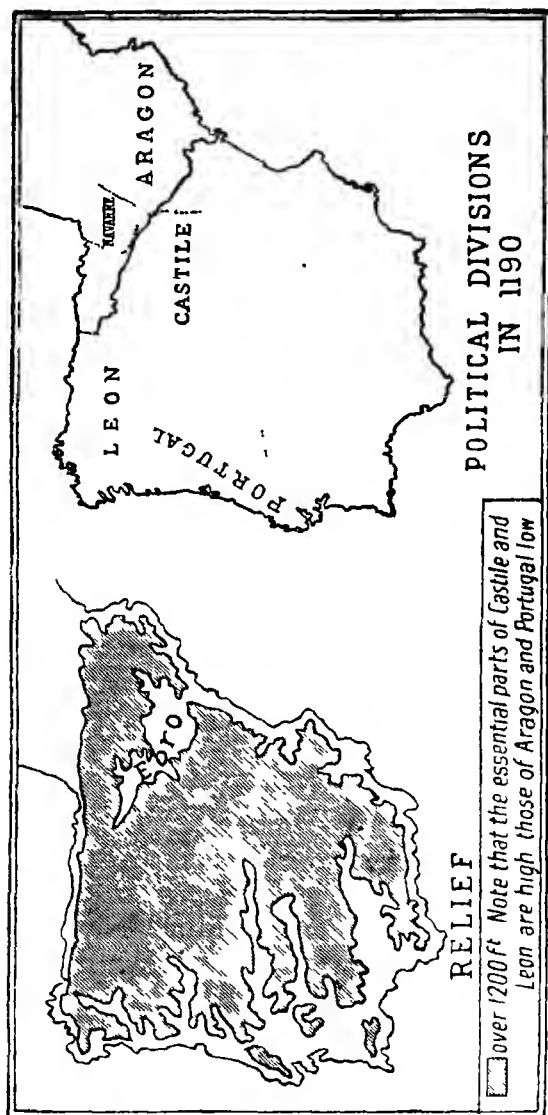 EBRO
RELIEF
over 1200 Ft Note that the essential parts of Castile and
Leon are high those of Aragon and Portugal low
LEON
NAVARRE
ARAGON
CASTILE
PORTUGAL
POLITICAL DIVISIONS
IN 1190